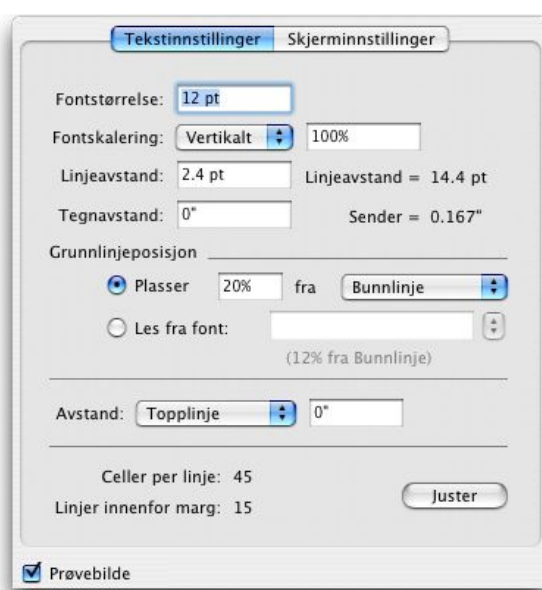 Tekstinnstillinger Skjerminnstillinger
Fontstørrelse: 12 pt
Fontskalering: Vertikalt 100%
Linjeavstand: 2.4 pt Linjeavstand = 14.4 pt
Tegnavstand: 0" Sender = 0.167"
Grunnlinjeposisjon
Plasser 20% fra Bunnlinje
Les fra font:
(12% fra Bunnlinje)
Avstand: Topplinje 0"
Celler per linje: 45
Linjer innenfor marg: 15
Juster
Prøvebilde